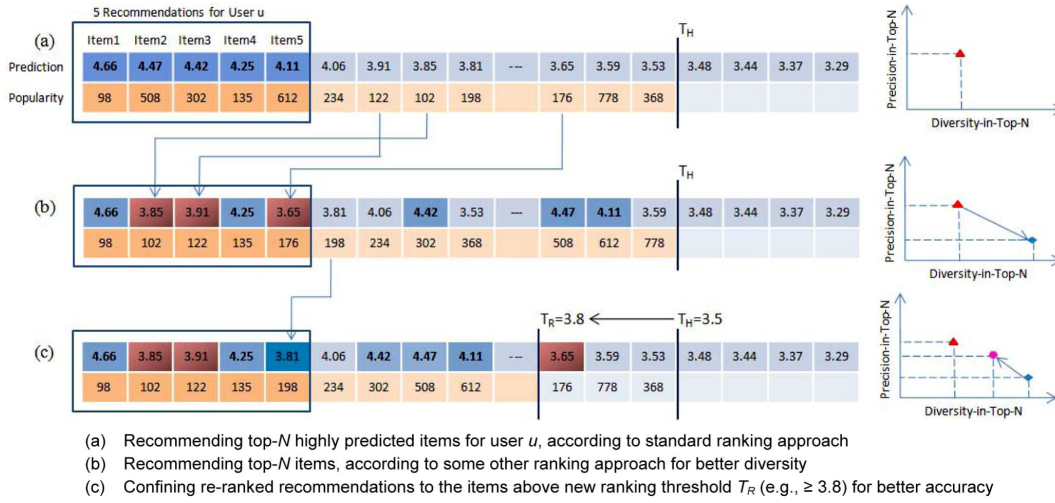 5 Recommendations for User u
Item1 Item2 Item3 Item4 Item5
T_H
(a)
Prediction 4.66 4.47 4.42 4.25 4.11 4.06 3.91 3.85 3.81 --- 3.65 3.59 3.53 3.48 3.44 3.37 3.29
Popularity 98 508 302 135 612 234 122 102 198 176 778 368
Precision-in-Top-N
Diversity-in-Top-N
T_H
(b)
4.66 3.85 3.91 4.25 3.65 3.81 4.06 4.42 3.53 --- 4.47 4.11 3.59 3.48 3.44 3.37 3.29
98 102 122 135 176 198 234 302 368 508 612 778
Precision-in-Top-N
Diversity-in-Top-N
T_R=3.8 T_H=3.5
(c)
4.66 3.85 3.91 4.25 3.81 4.06 4.42 4.47 4.11 --- 3.65 3.59 3.53 3.48 3.44 3.37 3.29
98 102 122 135 198 234 302 508 612 176 778 368
Precision-in-Top-N
Diversity-in-Top-N
(a) Recommending top-N highly predicted items for user u, according to standard ranking approach
(b) Recommending top-N items, according to some other ranking approach for better diversity
(c) Confining re-ranked recommendations to the items above new ranking threshold T_R (e.g., ≥ 3.8) for better accuracy